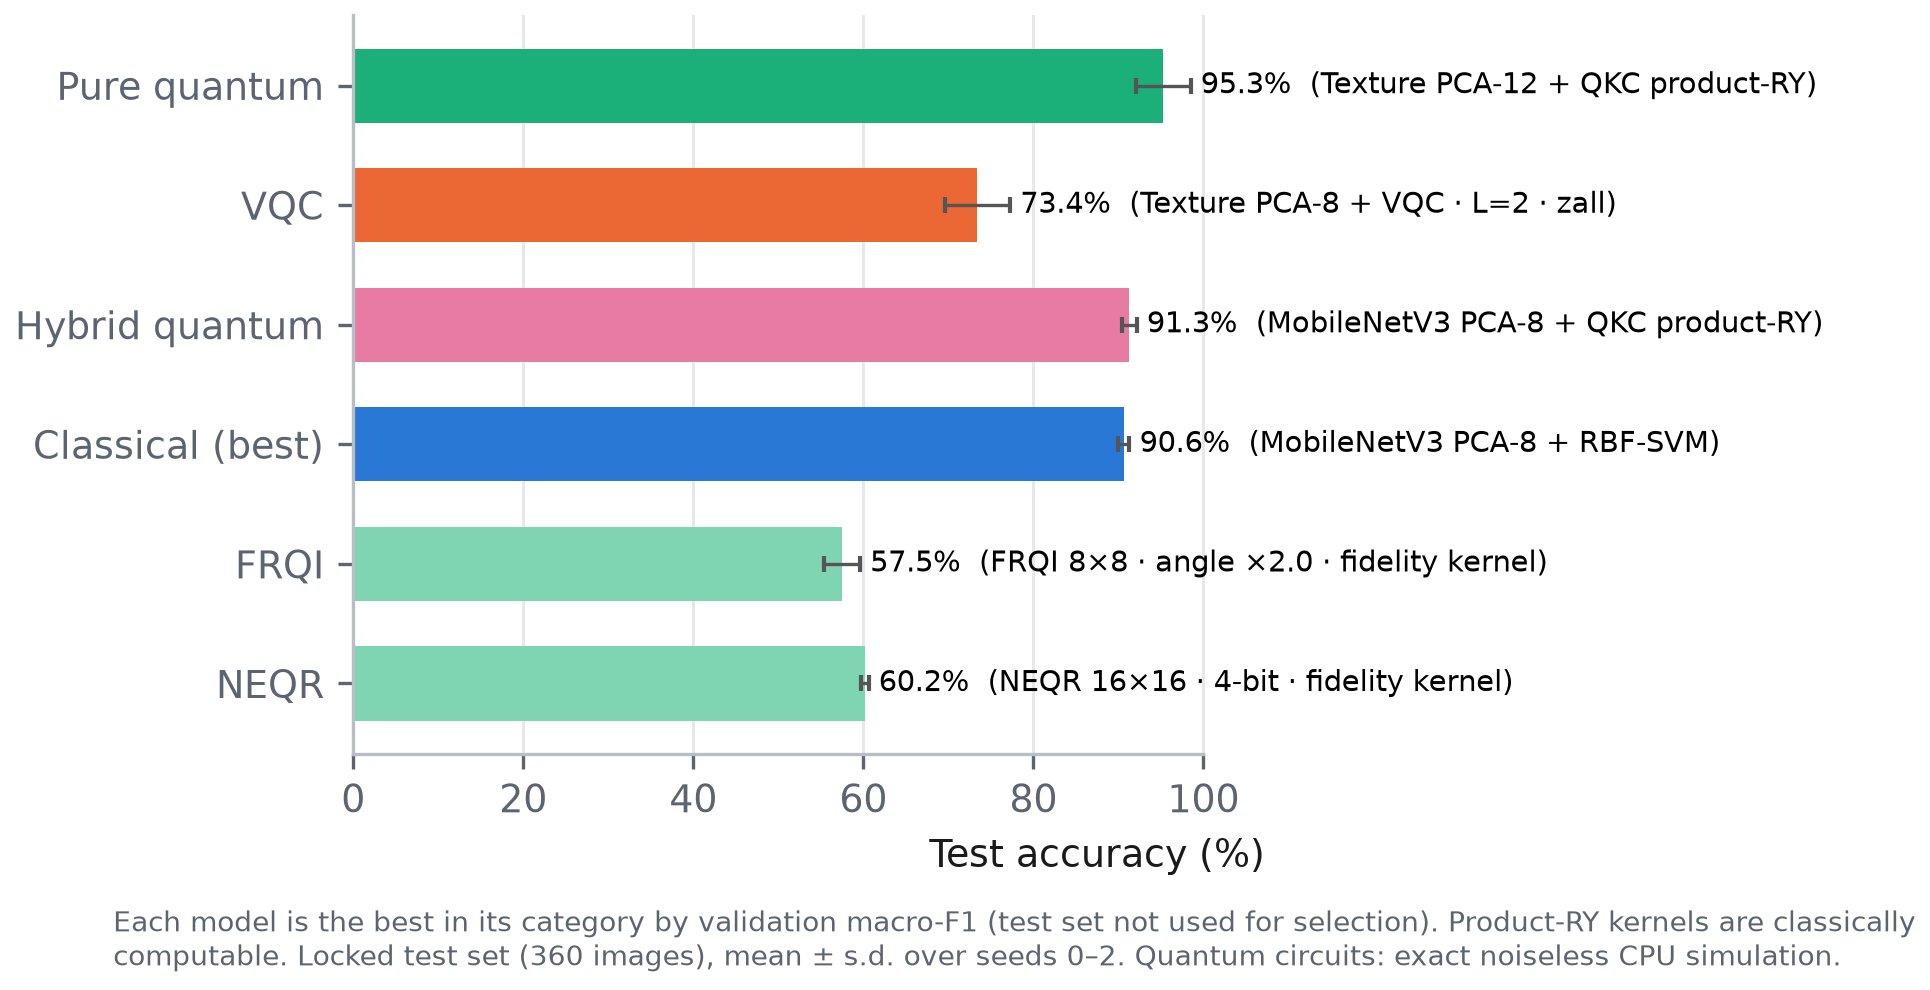 Pure quantum
95.3%  (Texture PCA-12 + QKC product-RY)
VQC
73.4%  (Texture PCA-8 + VQC · L=2 · zall)
Hybrid quantum
91.3%  (MobileNetV3 PCA-8 + QKC product-RY)
Classical (best)
90.6%  (MobileNetV3 PCA-8 + RBF-SVM)
FRQI
57.5%  (FRQI 8×8 · angle ×2.0 · fidelity kernel)
NEQR
60.2%  (NEQR 16×16 · 4-bit · fidelity kernel)
0 20 40 60 80 100
Test accuracy (%)
Each model is the best in its category by validation macro-F1 (test set not used for selection). Product-RY kernels are classically
computable. Locked test set (360 images), mean ± s.d. over seeds 0–2. Quantum circuits: exact noiseless CPU simulation.